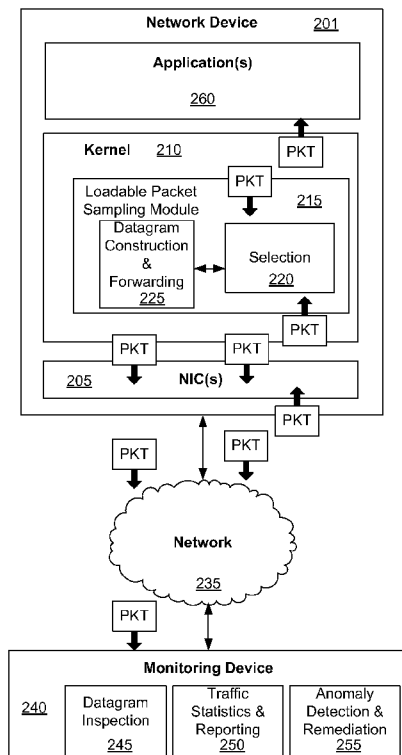 Network Device 201
Application(s)
260
PKT
Kernel 210
PKT
Loadable Packet
Sampling Module
215
Datagram
Construction
&
Forwarding
225
Selection
220
PKT
PKT
PKT
205
NIC(s)
PKT
PKT
PKT
Network
235
PKT
Monitoring Device
240
Datagram
Inspection
245
Traffic
Statistics &
Reporting
250
Anomaly
Detection &
Remediation
255